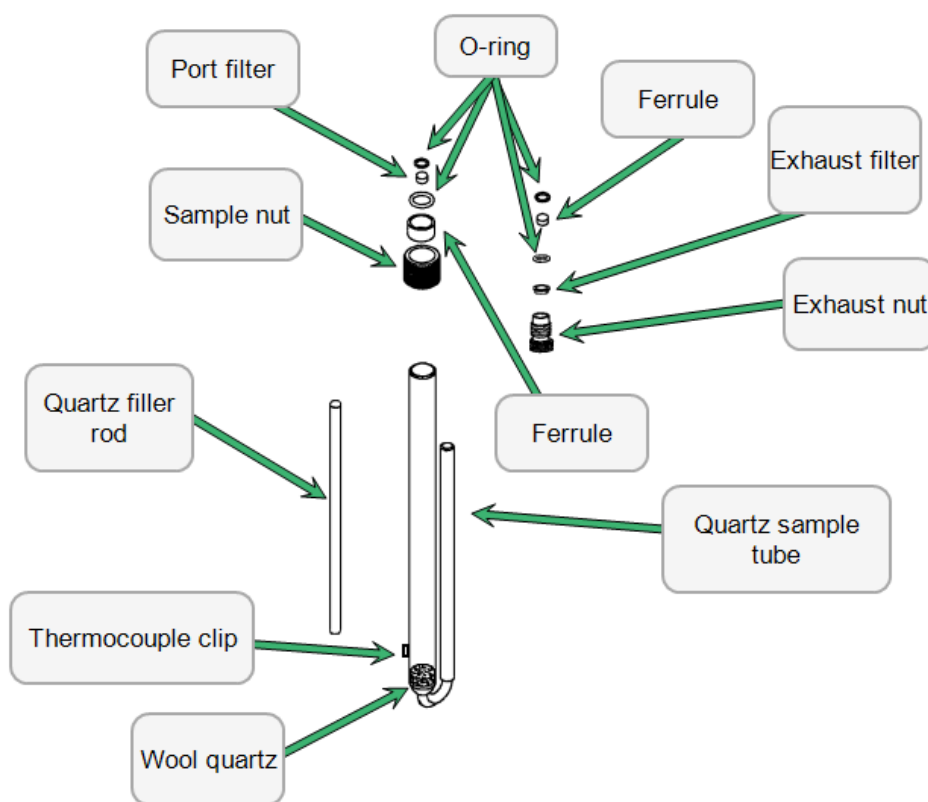 O-ring
Port filter
Ferrule
Exhaust filter
Sample nut
Exhaust nut
Quartz filler
rod
Ferrule
Quartz sample
tube
Thermocouple clip
Wool quartz